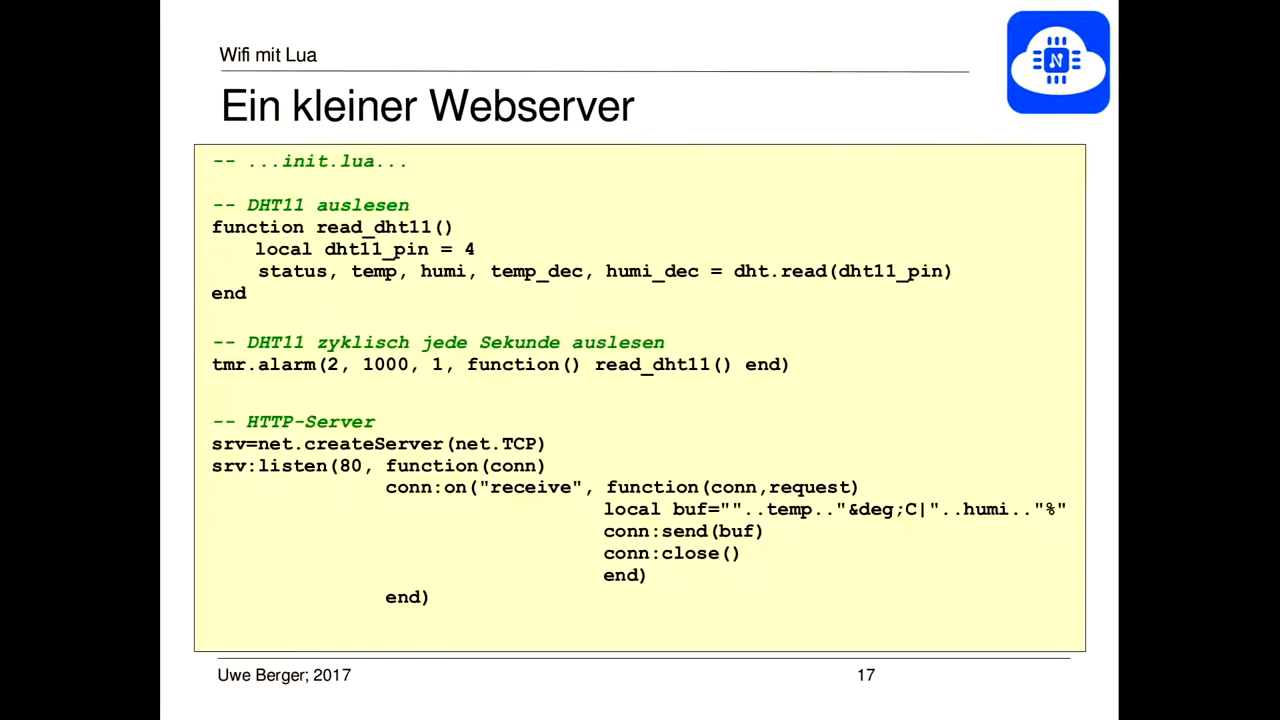 Wifi mit Lua
N
Ein kleiner Webserver
-- ...init.lua...
-- DHT11 auslesen
function read_dht11()
local dht11_pin = 4
status, temp, humi, temp_dec, humi_dec = dht.read(dht11_pin)
end
-- DHT11 zyklisch jede Sekunde auslesen
tmr.alarm(2, 1000, 1, function() read_dht11() end)
-- HTTP-Server
srv=net.createServer(net.TCP)
srv:listen(80, function(conn)
conn:on("receive", function(conn,request)
local buf=""..temp.."&deg;C|"..humi.."%"
conn:send(buf)
conn:close()
end)
end)
Uwe Berger; 2017
17